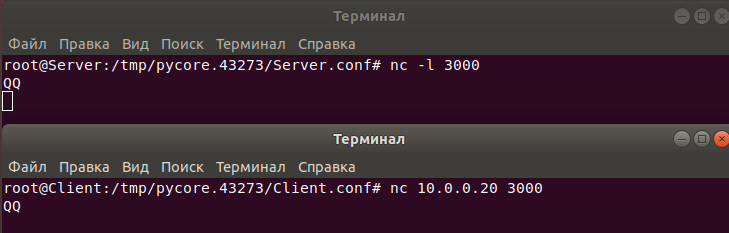 Терминал
Файл Правка Вид Поиск Терминал Справка
root@Server:/tmp/pycore.43273/Server.conf# nc -l 3000
QQ
Терминал
Файл Правка Вид Поиск Терминал Справка
root@Client:/tmp/pycore.43273/Client.conf# nc 10.0.0.20 3000
QQ